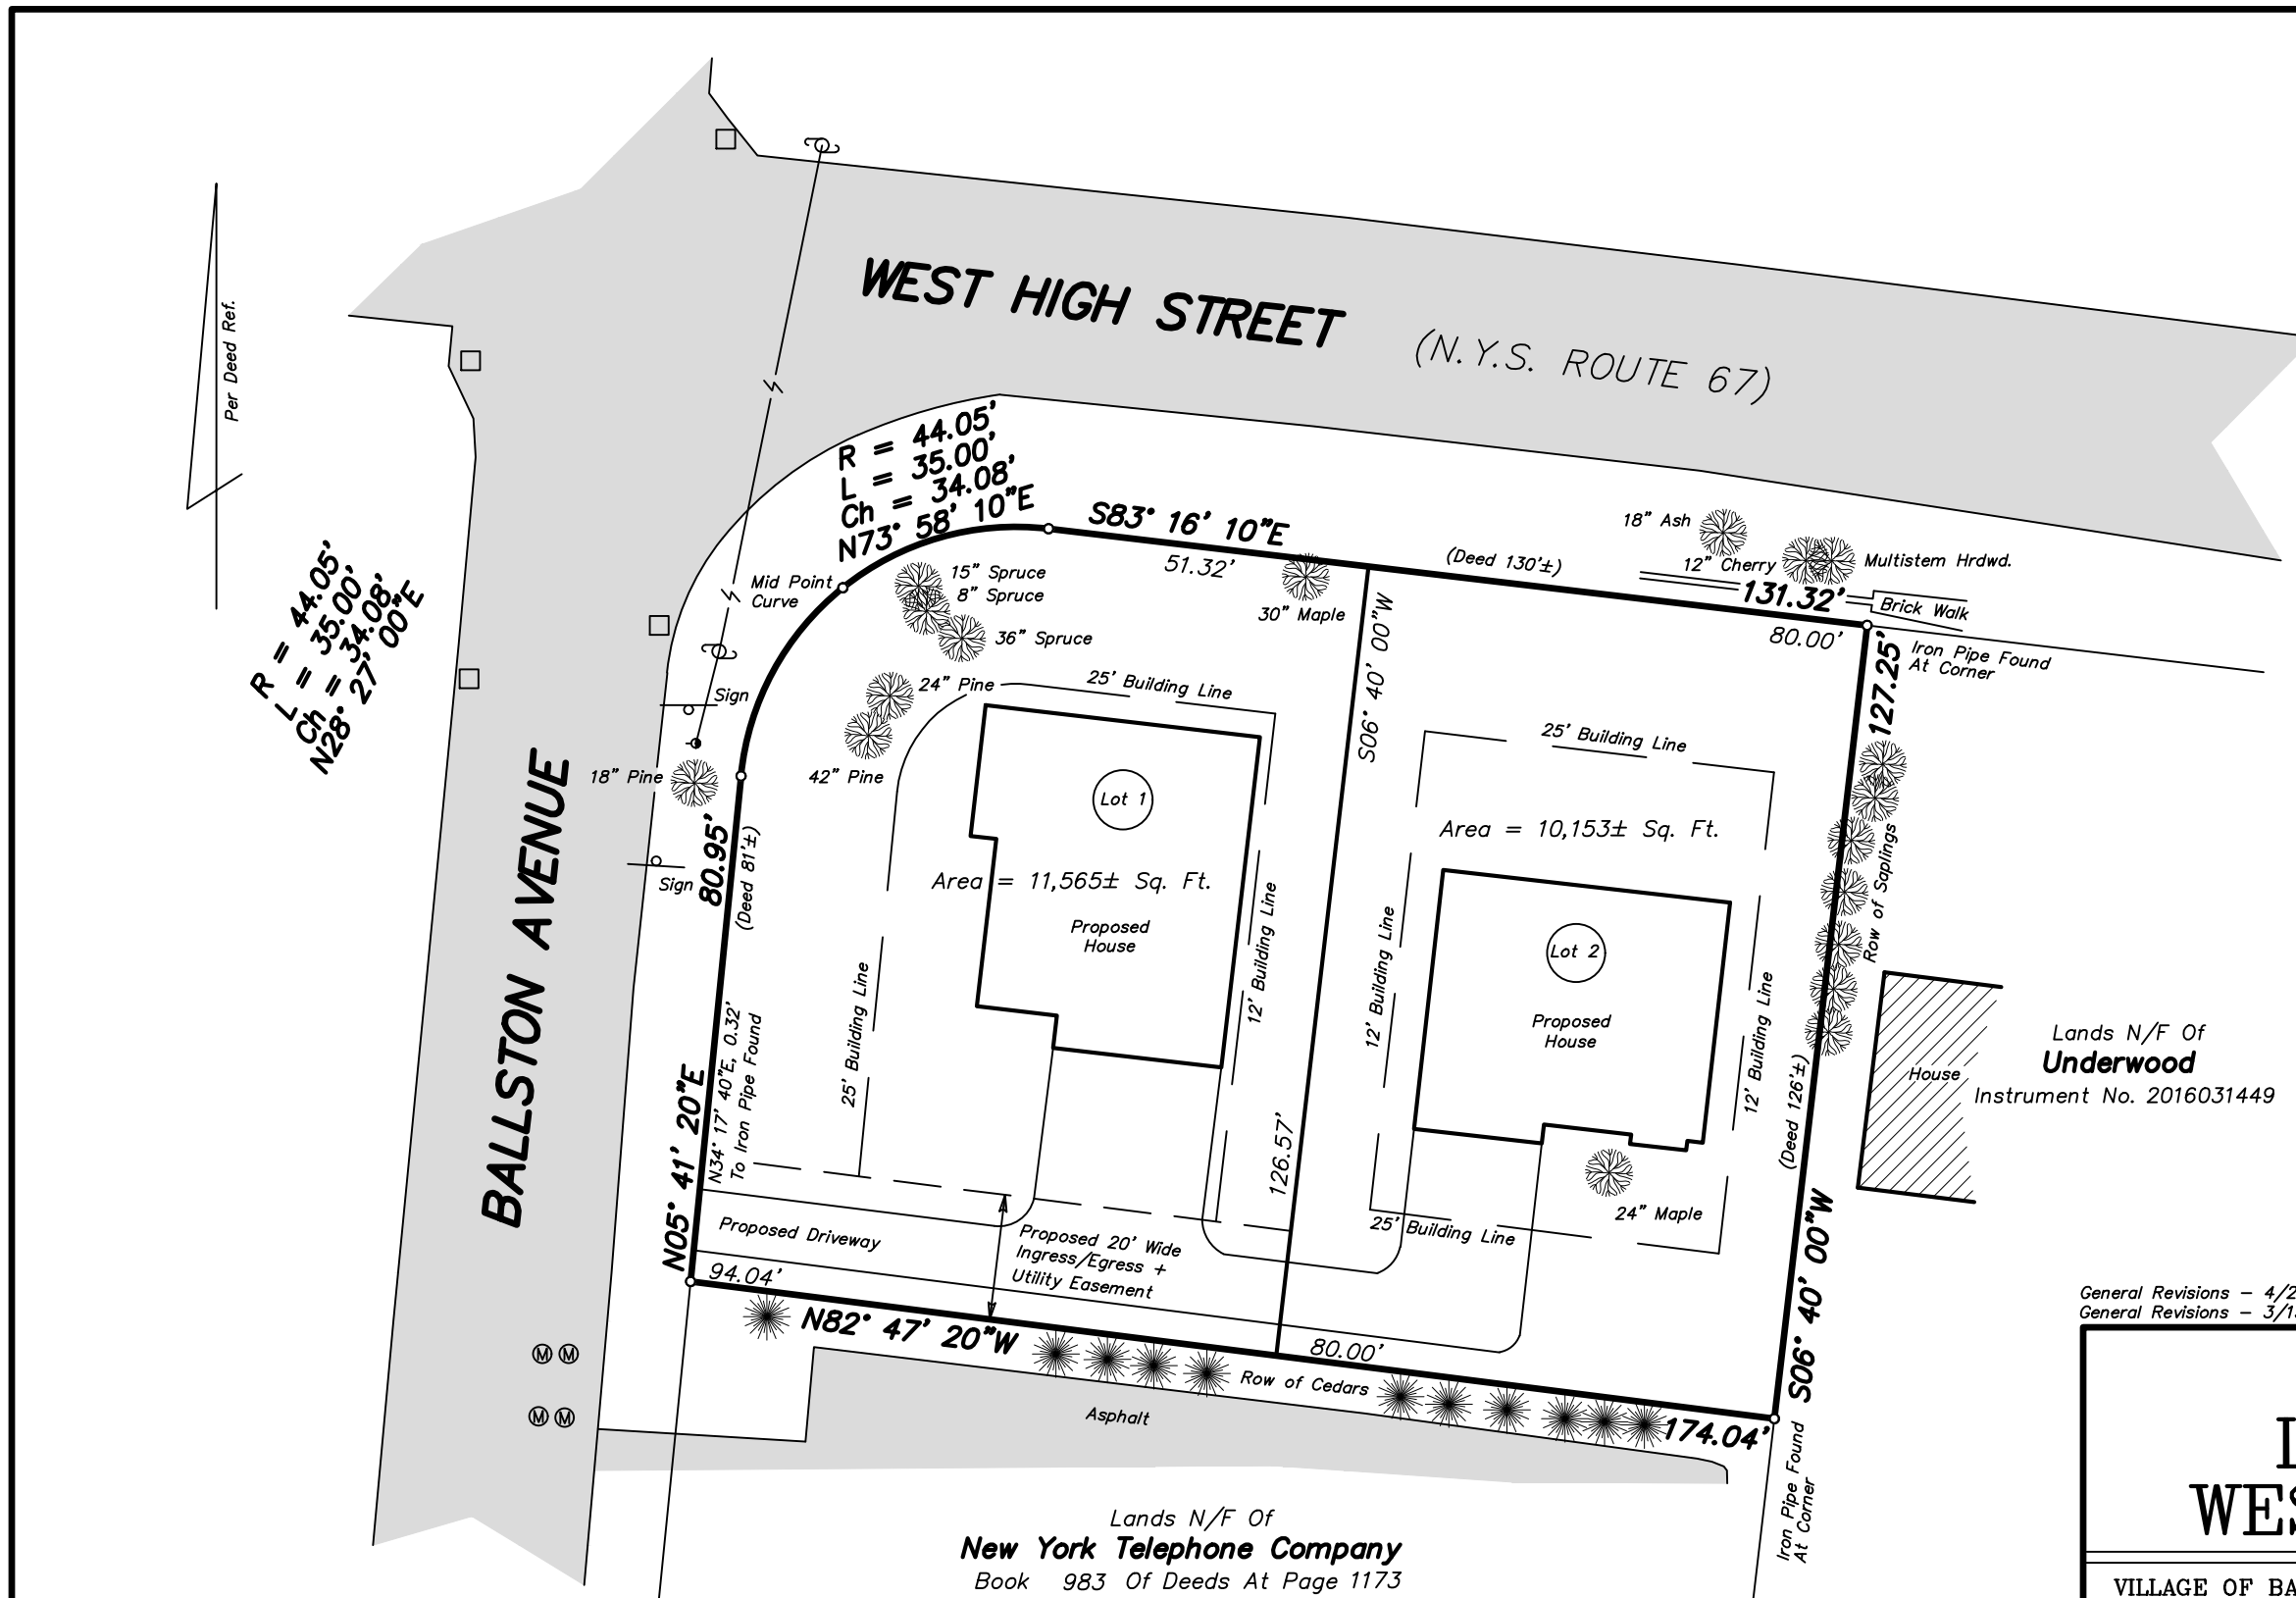 WEST HIGH STREET
(N.Y.S. ROUTE 67)
Per Deed Ref.
R = 44.05'
L = 35.00'
Ch = 34.08'
N73° 58' 10"E
S83° 16' 10"E
51.32'
(Deed 130'±)
18" Ash
12" Cherry
Multistem Hrdwd.
131.32'
Brick Walk
80.00'
Iron Pipe Found
At Corner
R = 44.05'
L = 35.00'
Ch = 34.08'
N28° 27' 00"E
Mid Point
Curve
15" Spruce
8" Spruce
36" Spruce
30" Maple
S06° 40' 00"W
127.25'
Sign
24" Pine
25' Building Line
25' Building Line
18" Pine
42" Pine
Lot 1
Area = 10,153± Sq. Ft.
80.95'
(Deed 81'±)
Sign
Area = 11,565± Sq. Ft.
Proposed
House
12' Building Line
12' Building Line
Lot 2
Row of Saplings
BALLSTON AVENUE
25' Building Line
Proposed
House
12' Building Line
House
Lands N/F Of
Underwood
Instrument No. 2016031449
N05° 41' 20"E
N34° 17' 40"E, 0.32'
To Iron Pipe Found
126.57'
(Deed 126'±)
24" Maple
25' Building Line
Proposed Driveway
Proposed 20' Wide
Ingress/Egress +
Utility Easement
S06° 40' 00"W
94.04'
N82° 47' 20"W
80.00'
Row of Cedars
174.04'
Asphalt
Iron Pipe Found
At Corner
M M
M M
General Revisions - 4/2
General Revisions - 3/1
Lands N/F Of
New York Telephone Company
Book 983 Of Deeds At Page 1173
WES
VILLAGE OF BA